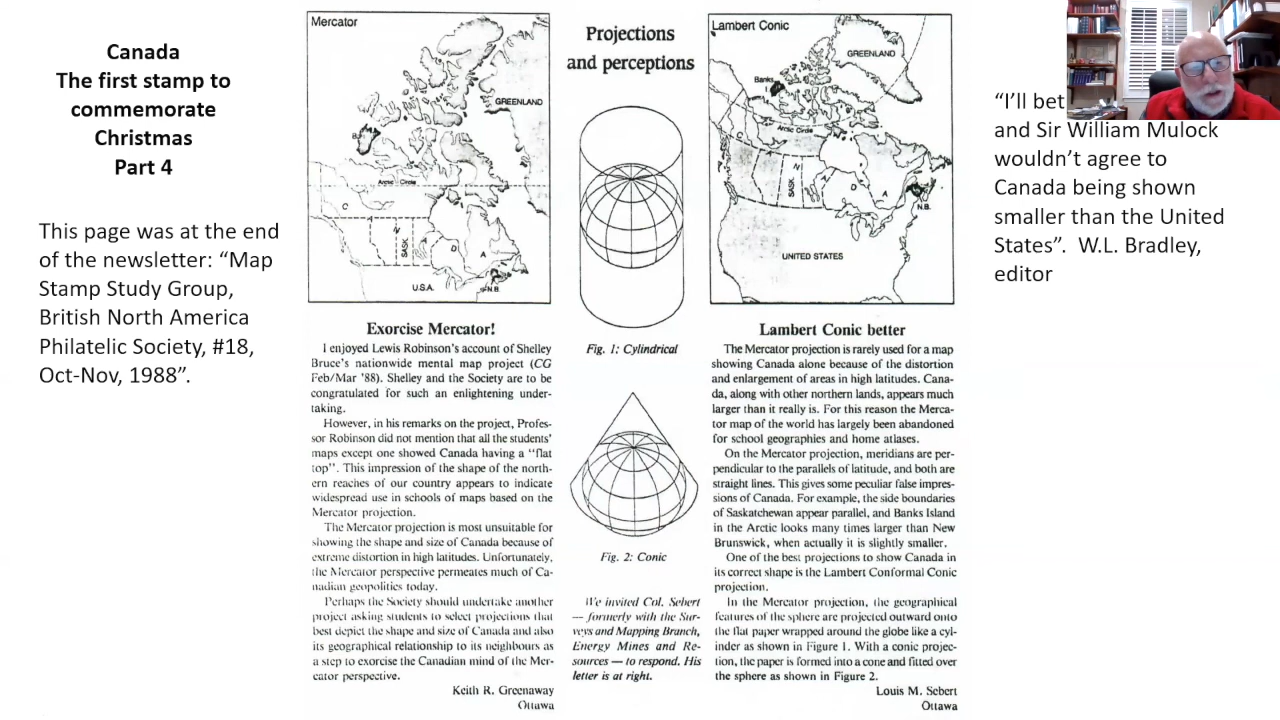 Canada
The first stamp to
commemorate
Christmas
Part 4
This page was at the end
of the newsletter: “Map
Stamp Study Group,
British North America
Philatelic Society, #18,
Oct-Nov, 1988”.
Mercator
GREENLAND
B
Arctic Circle
C
N
SASK
A
D
A
U.S.A.
N.B.
Exorcise Mercator!
I enjoyed Lewis Robinson's account of Shelley
Bruce's nationwide mental map project (CG
Feb/Mar '88). Shelley and the Society are to be
congratulated for such an enlightening under-
taking.
However, in his remarks on the project, Profes-
sor Robinson did not mention that all the students'
maps except one showed Canada having a "flat
top". This impression of the shape of the north-
ern reaches of our country appears to indicate
widespread use in schools of maps based on the
Mercator projection.
The Mercator projection is most unsuitable for
showing the shape and size of Canada because of
extreme distortion in high latitudes. Unfortunately,
the Mercator perspective permeates much of Ca-
nadian geopolitics today.
Perhaps the Society should undertake another
project asking students to select projections that
best depict the shape and size of Canada and also
its geographical relationship to its neighbours as
a step to exorcise the Canadian mind of the Mer-
cator perspective.
Keith R. Greenaway
Ottawa
Projections
and perceptions
Fig. 1: Cylindrical
Fig. 2: Conic
We invited Col. Sebert
— formerly with the Sur-
veys and Mapping Branch,
Energy Mines and Re-
sources — to respond. His
letter is at right.
Lambert Conic
GREENLAND
Banks
I
Arctic Circle
C
N
SASK
D
A
N.B.
UNITED STATES
Lambert Conic better
The Mercator projection is rarely used for a map
showing Canada alone because of the distortion
and enlargement of areas in high latitudes. Cana-
da, along with other northern lands, appears much
larger than it really is. For this reason the Merca-
tor map of the world has largely been abandoned
for school geographies and home atlases.
On the Mercator projection, meridians are per-
pendicular to the parallels of latitude, and both are
straight lines. This gives some peculiar false impres-
sions of Canada. For example, the side boundaries
of Saskatchewan appear parallel, and Banks Island
in the Arctic looks many times larger than New
Brunswick, when actually it is slightly smaller.
One of the best projections to show Canada in
its correct shape is the Lambert Conformal Conic
projection.
In the Mercator projection, the geographical
features of the sphere are projected outward onto
the flat paper wrapped around the globe like a cyl-
inder as shown in Figure 1. With a conic projec-
tion, the paper is formed into a cone and fitted over
the sphere as shown in Figure 2.
Louis M. Sebert
Ottawa
“I’ll bet
and Sir William Mulock
wouldn’t agree to
Canada being shown
smaller than the United
States”. W.L. Bradley,
editor